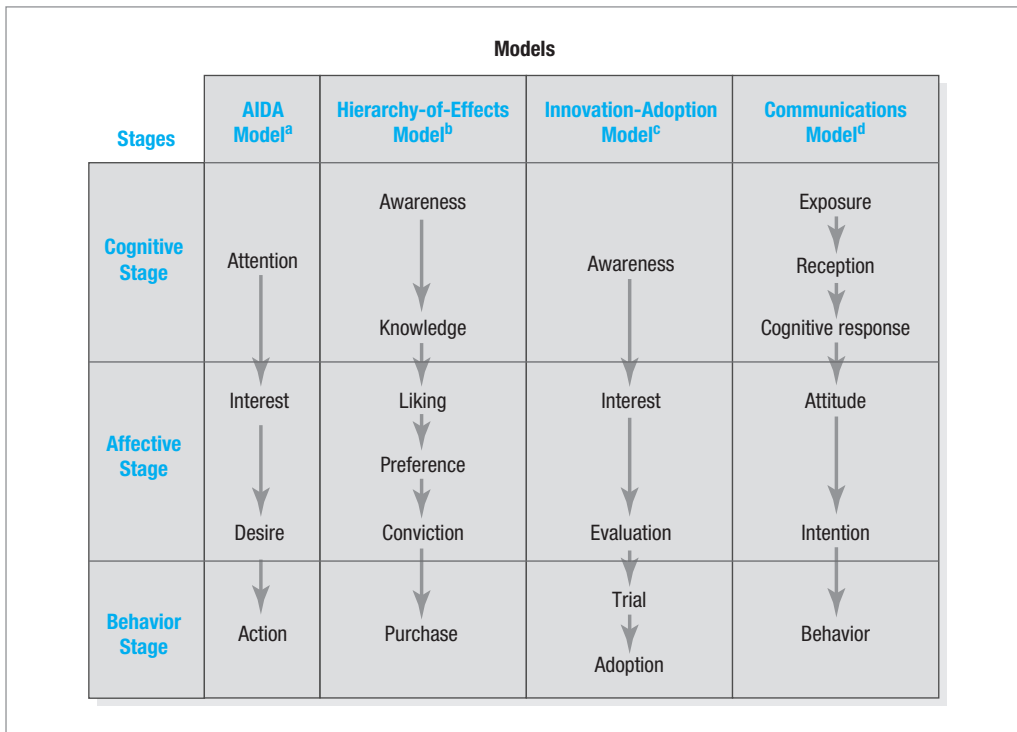 Models
Stages
AIDA
Model^a
Hierarchy-of-Effects
Model^b
Innovation-Adoption
Model^c
Communications
Model^d
Cognitive
Stage
Attention
Awareness
Knowledge
Awareness
Exposure
Reception
Cognitive response
Affective
Stage
Interest
Desire
Liking
Preference
Conviction
Interest
Evaluation
Attitude
Intention
Behavior
Stage
Action
Purchase
Trial
Adoption
Behavior